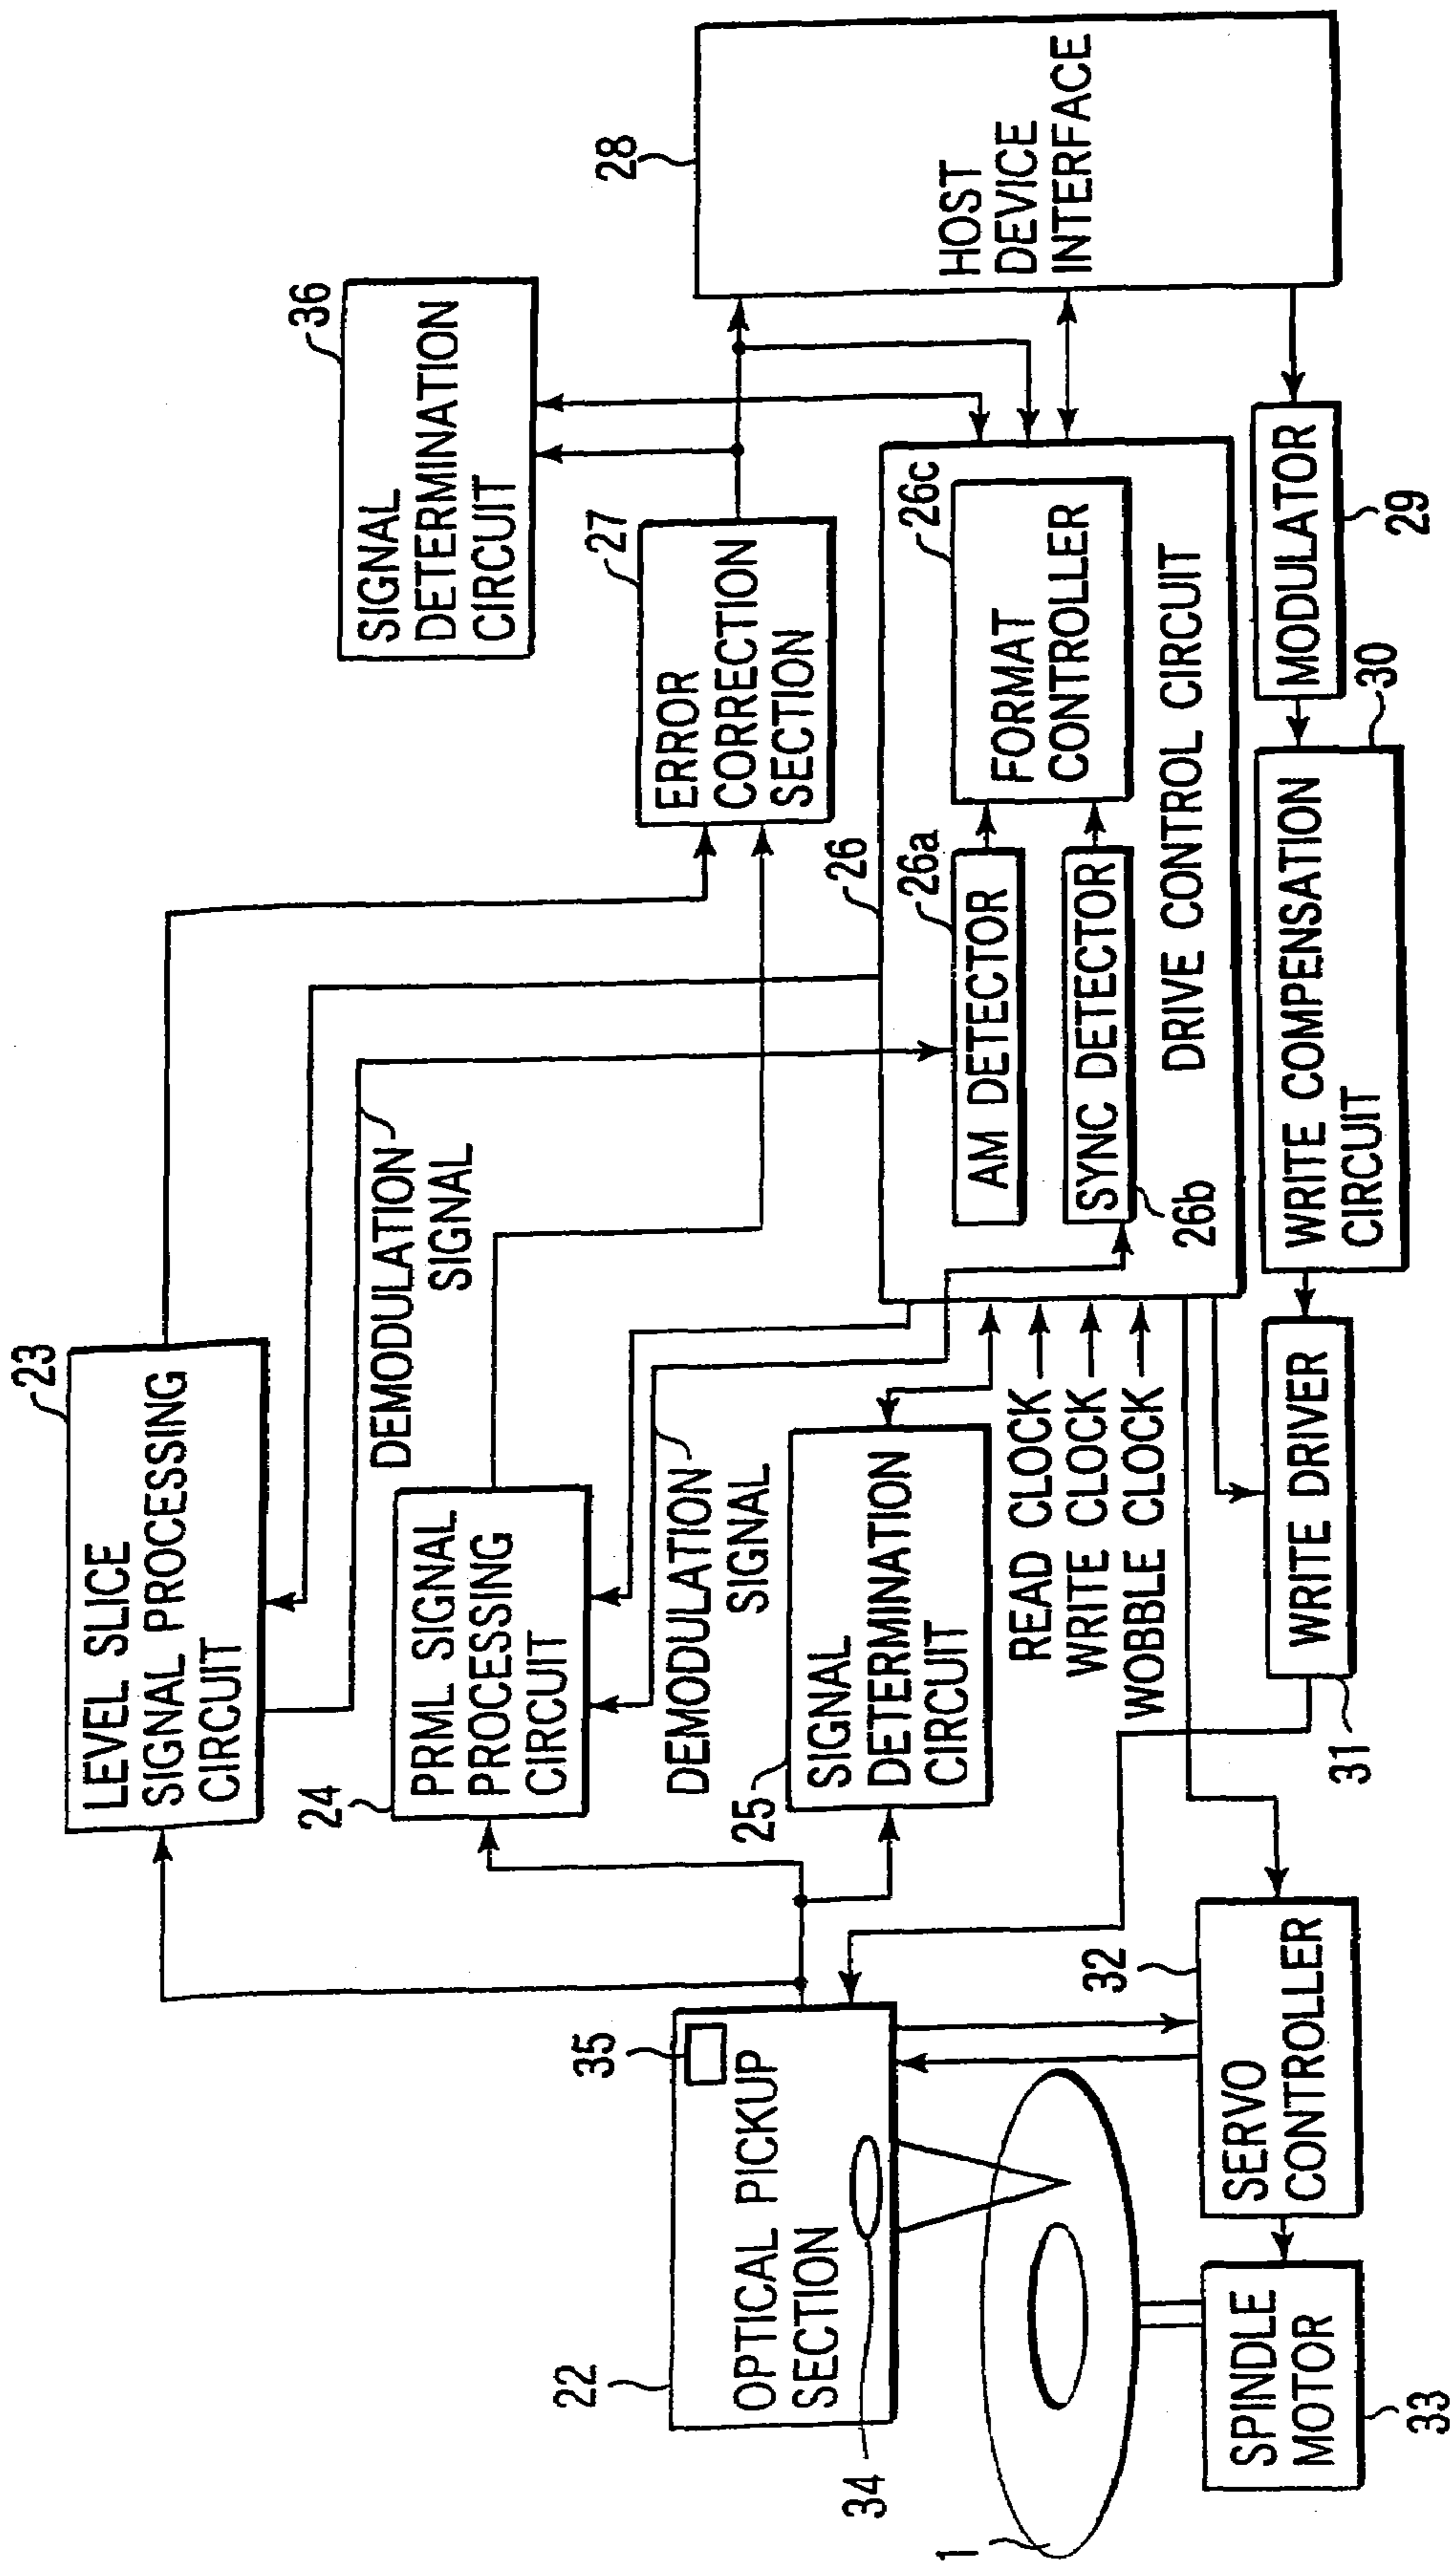 23
LEVEL SLICE
SIGNAL PROCESSING
CIRCUIT
DEMODULATION
SIGNAL
36
SIGNAL
DETERMINATION
CIRCUIT
24
PRML SIGNAL
PROCESSING
CIRCUIT
27
ERROR
CORRECTION
SECTION
28
HOST
DEVICE
INTERFACE
DEMODULATION
SIGNAL
22
35
OPTICAL PICKUP
SECTION
34
25
SIGNAL
DETERMINATION
CIRCUIT
26
26a
AM DETECTOR
26c
FORMAT
CONTROLLER
SYNC DETECTOR
26b
DRIVE CONTROL CIRCUIT
READ CLOCK
WRITE CLOCK
WOBBLE CLOCK
1
32
SERVO
CONTROLLER
SPINDLE
MOTOR
33
WRITE DRIVER
31
WRITE COMPENSATION
CIRCUIT
30
MODULATOR
29